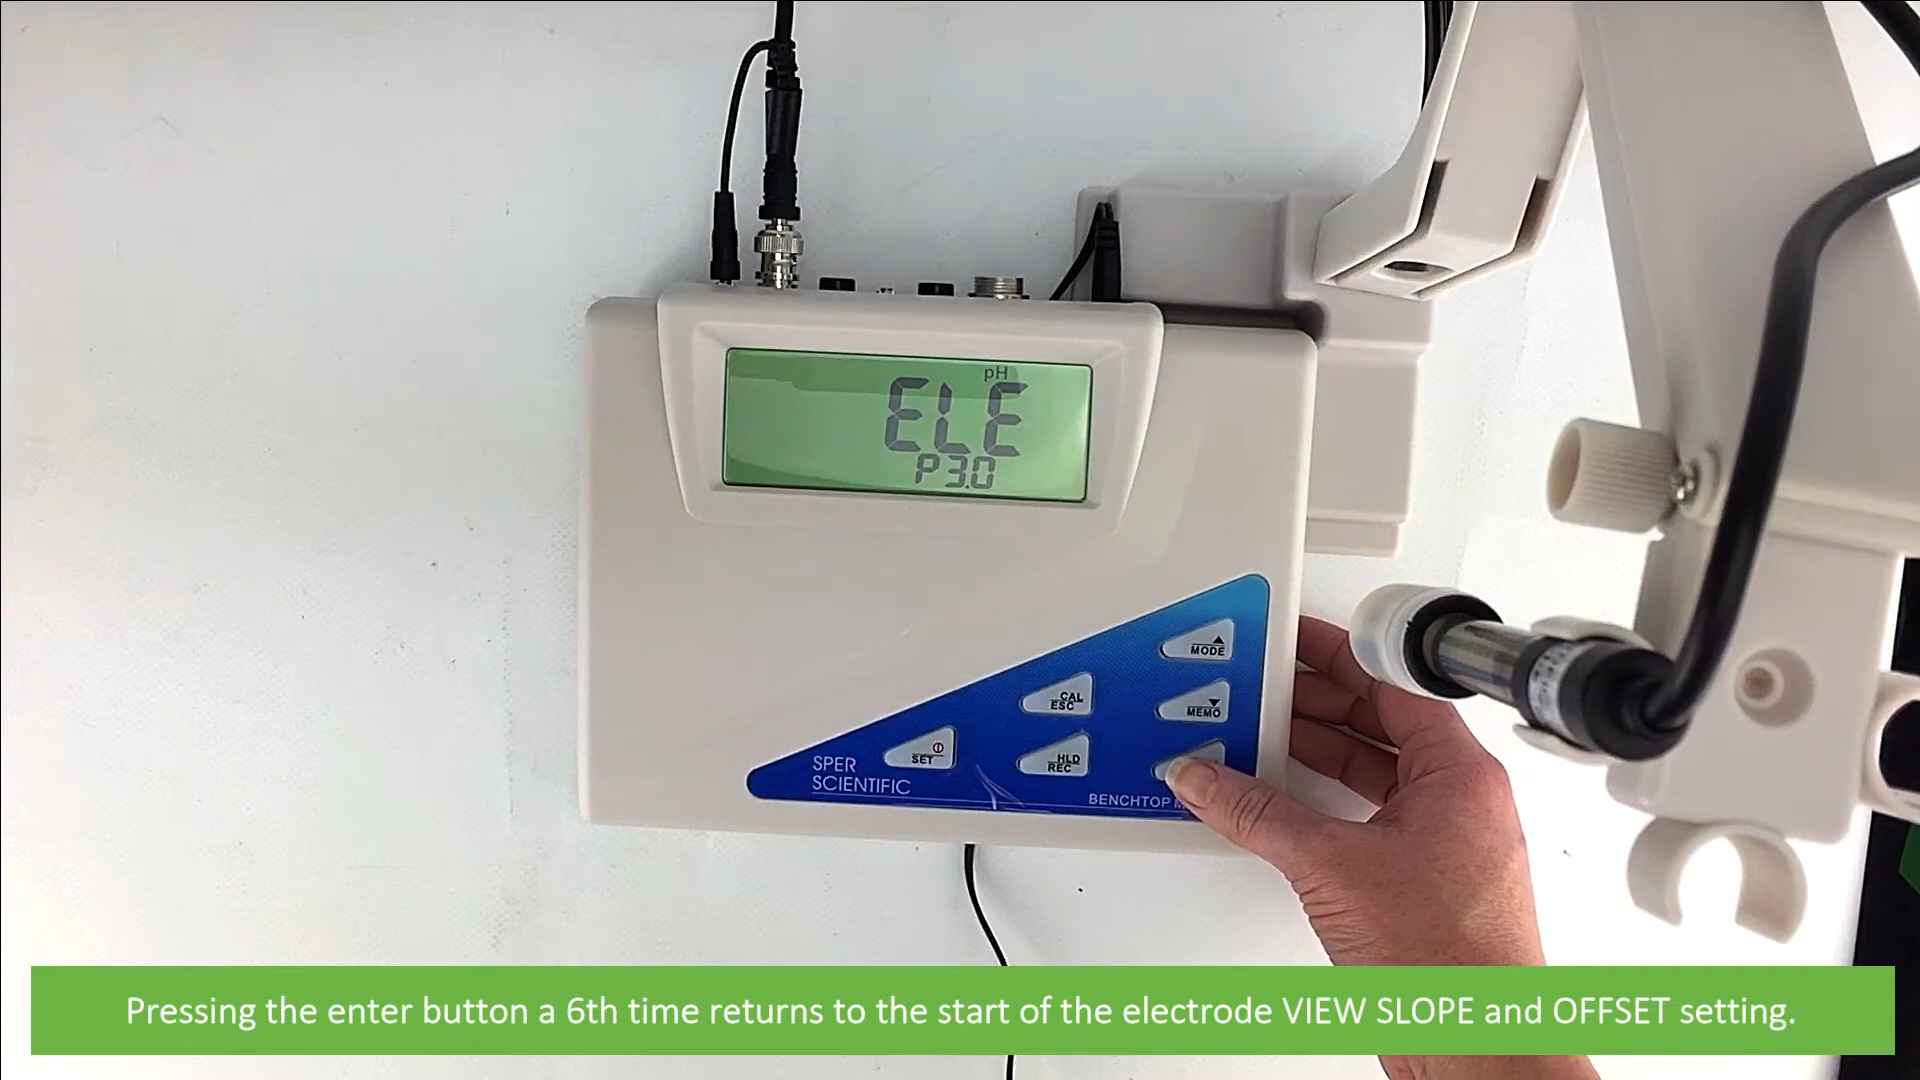 pH
ELE
P3.0
MODE
CAL
ESC
MEMO
SET
HLD
REC
SPER
SCIENTIFIC
BENCHTOP
Pressing the enter button a 6th time returns to the start of the electrode VIEW SLOPE and OFFSET setting.